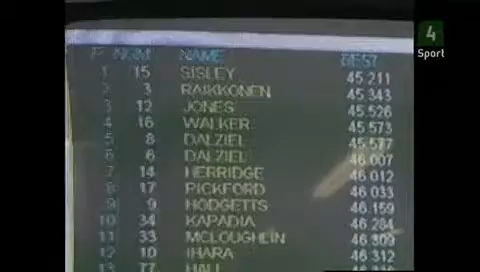 4
Sport
P NUM NAME BEST
1 15 SISLEY 45.211
2 3 RAIKKONEN 45.343
3 12 JONES 45.526
4 16 WALKER 45.573
5 8 DALZIEL 45.577
6 6 DALZIEL 46.007
7 14 HERRIDGE 46.012
8 17 PICKFORD 46.033
9 9 HODGETTS 46.159
10 34 KAPADIA 46.284
11 33 MCLOUGHLIN 46.309
12 10 IHARA 46.312
13 77 HALL